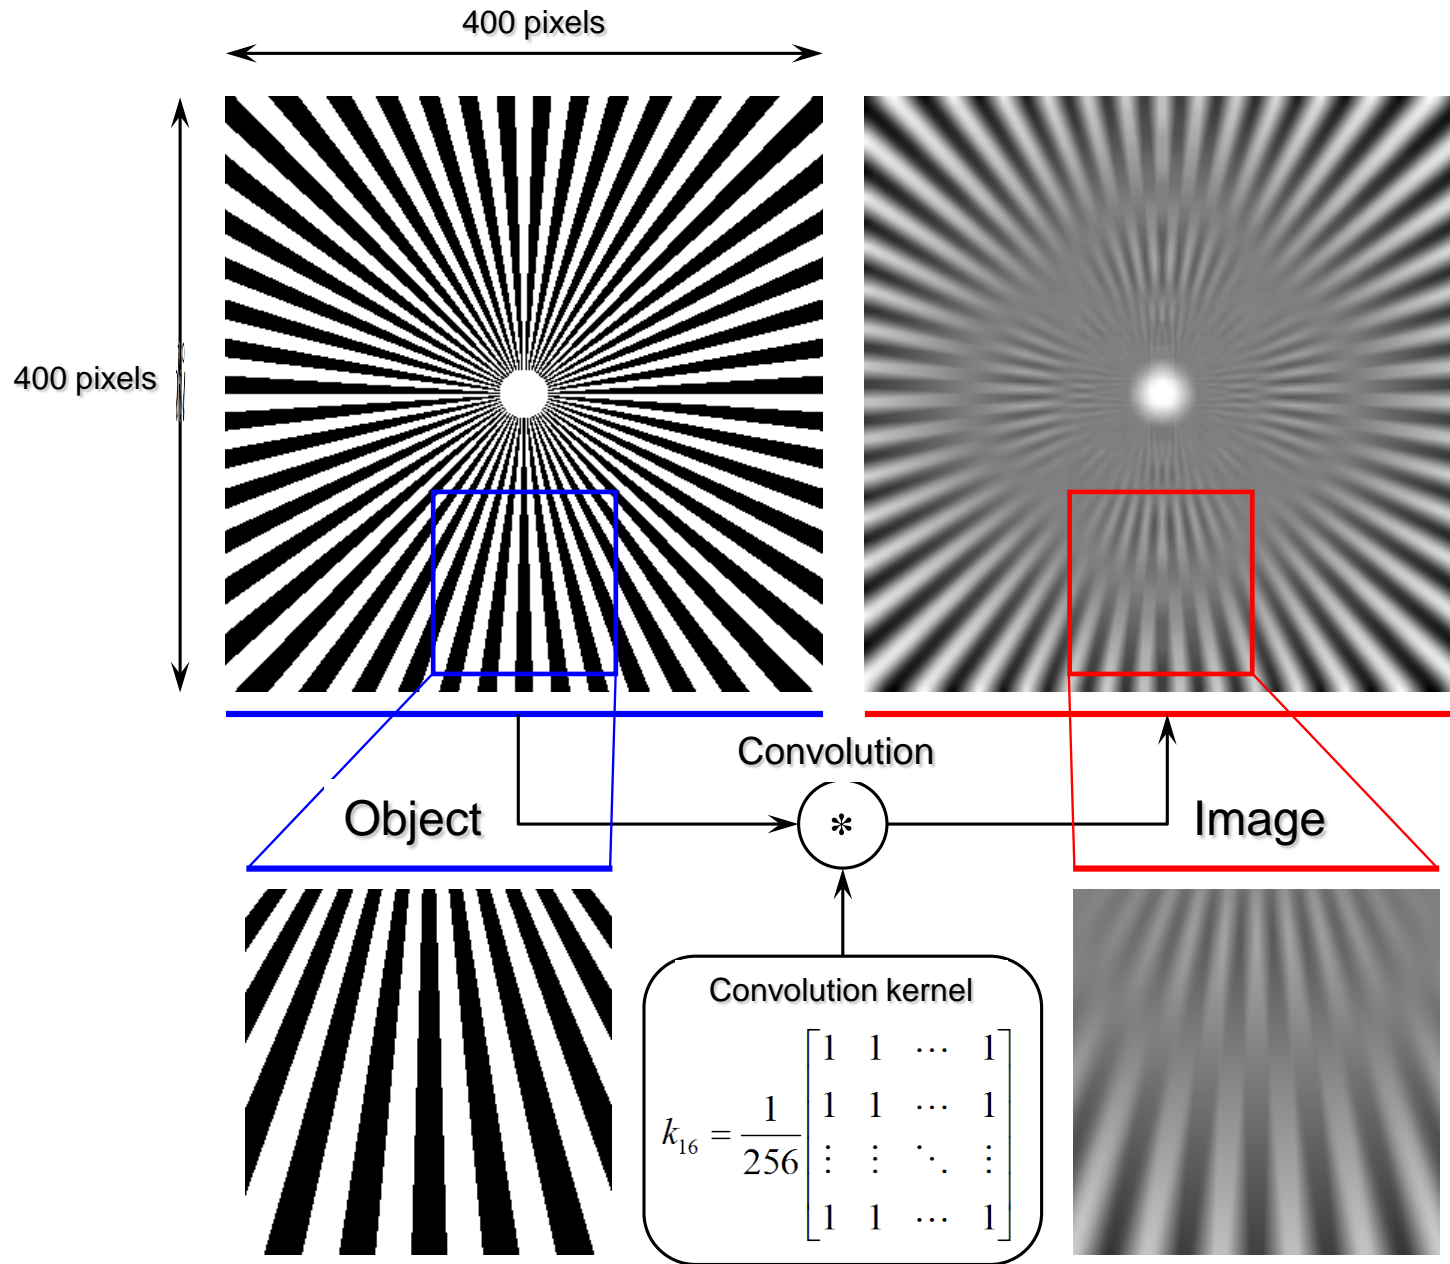 400 pixels
400 pixels
Convolution
Object
*
Image
Convolution kernel
k₁₆ = 1/256 [1 1 ⋯ 1
1 1 ⋯ 1
⋮ ⋮ ⋱ ⋮
1 1 ⋯ 1]